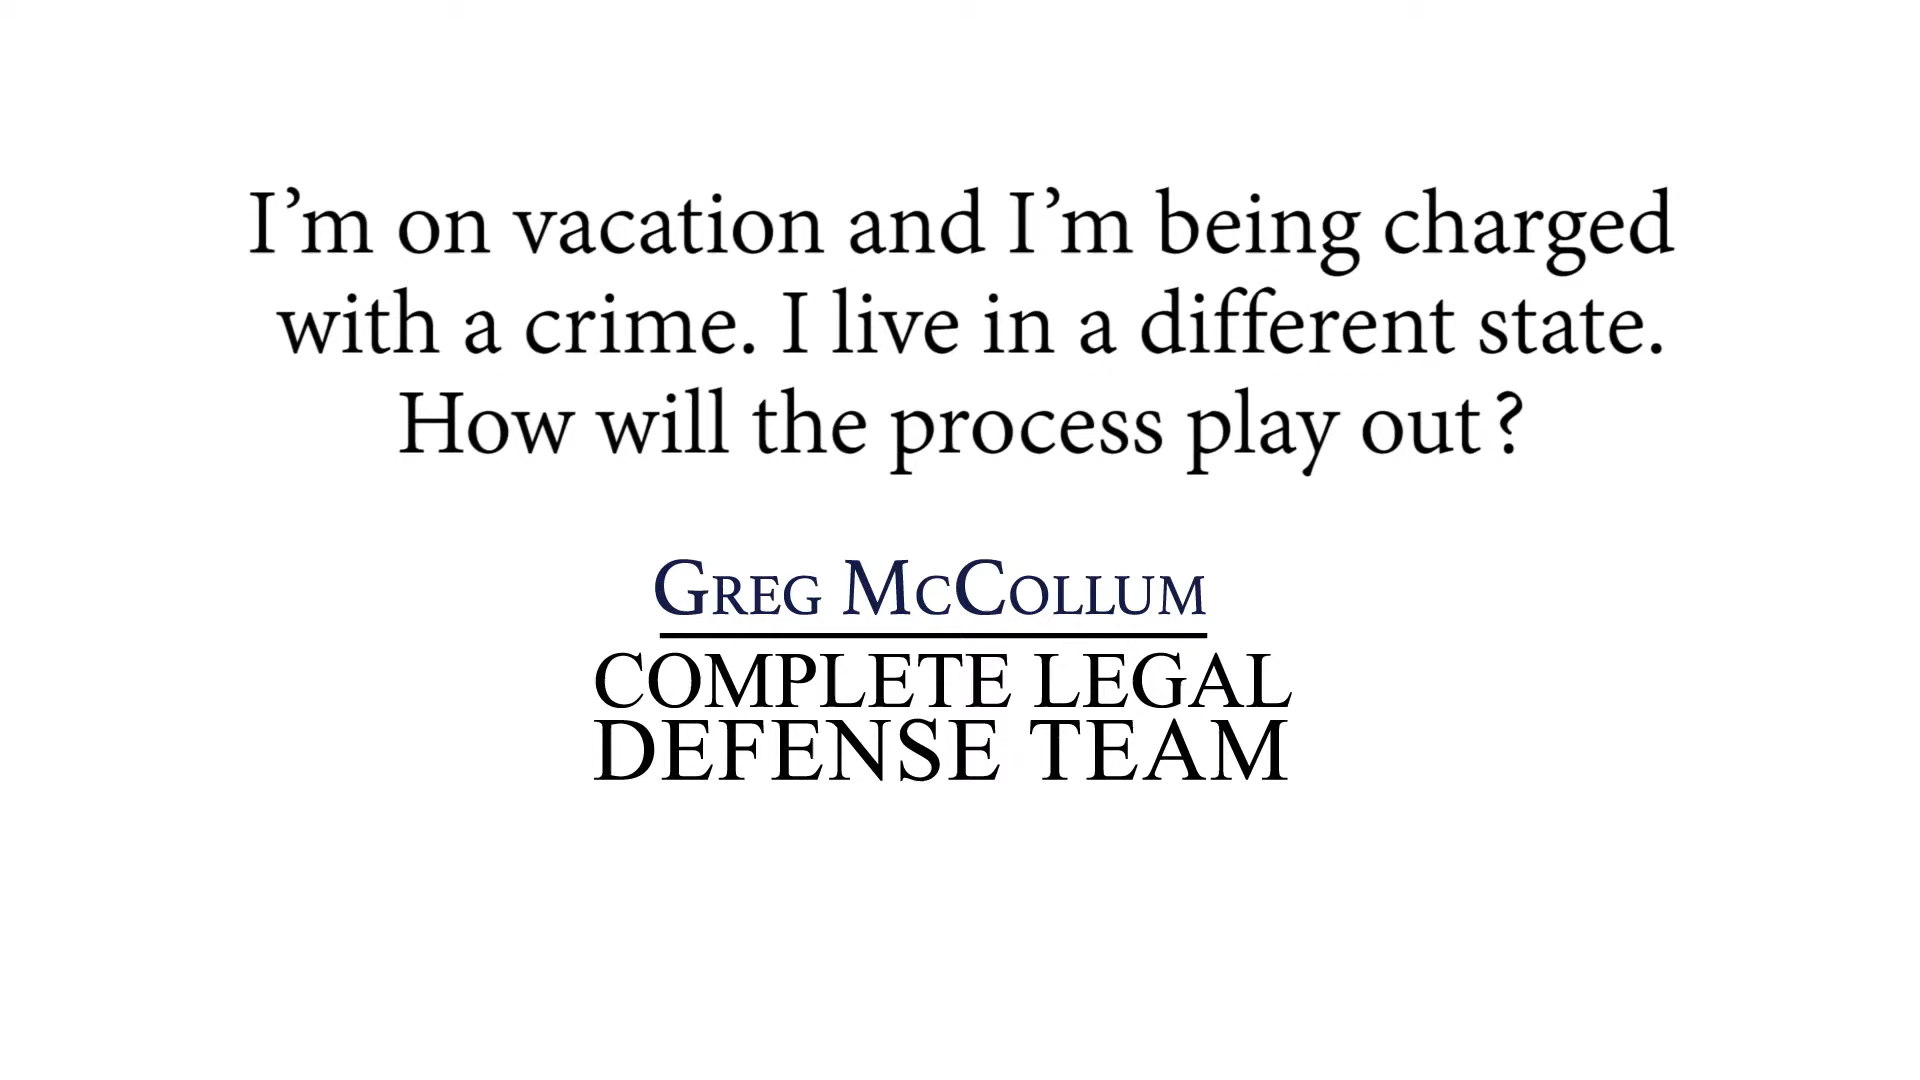 I’m on vacation and I’m being charged
with a crime. I live in a different state.
How will the process play out?
GREG MCCOLLUM
COMPLETE LEGAL
DEFENSE TEAM